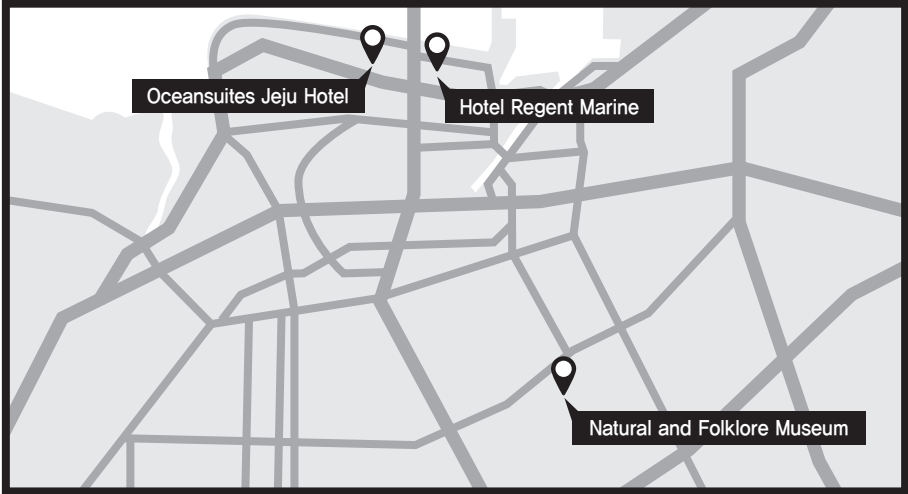 Oceansuites Jeju Hotel
Hotel Regent Marine
Natural and Folklore Museum